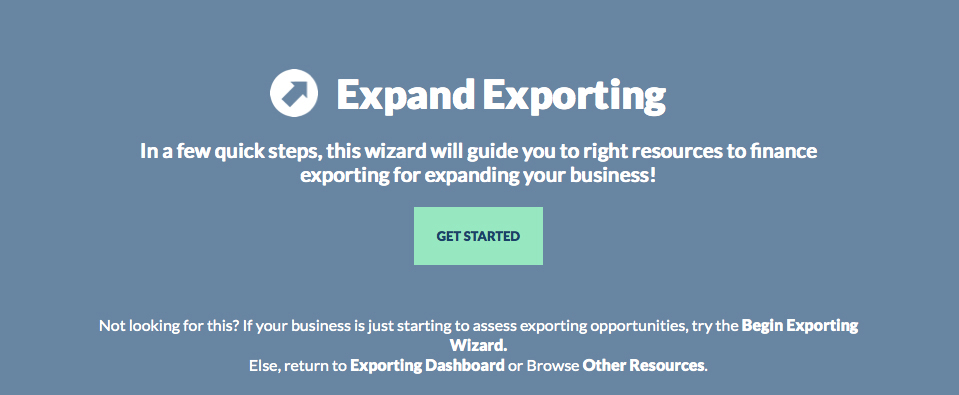 Expand Exporting
In a few quick steps, this wizard will guide you to right resources to finance
exporting for expanding your business!
GET STARTED
Not looking for this? If your business is just starting to assess exporting opportunities, try the Begin Exporting
Wizard.
Else, return to Exporting Dashboard or Browse Other Resources.